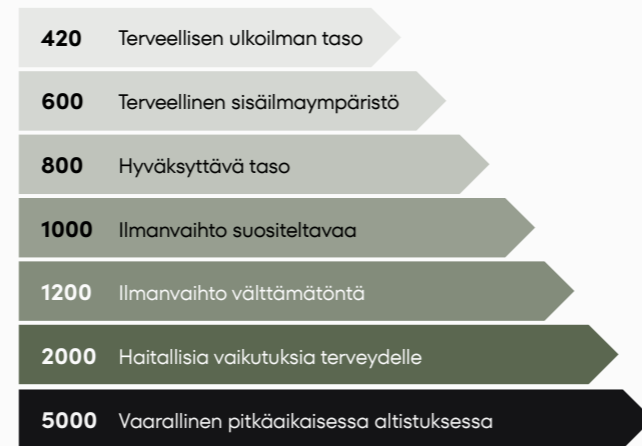 420 Terveellisen ulkoilman taso
600 Terveellinen sisäilmaympäristö
800 Hyväksyttävä taso
1000 Ilmanvaihto suositeltavaa
1200 Ilmanvaihto välttämätöntä
2000 Haitallisia vaikutuksia terveydelle
5000 Vaarallinen pitkäaikaisessa altistuksessa